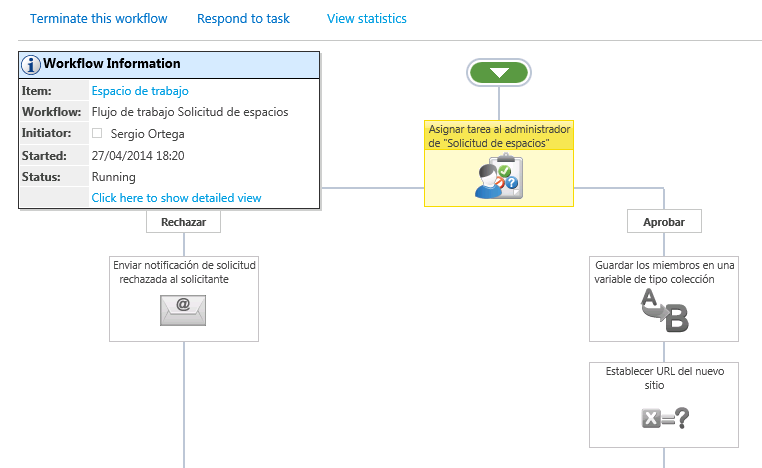 Terminate this workflow Respond to task View statistics
Workflow Information
Item: Espacio de trabajo
Workflow: Flujo de trabajo Solicitud de espacios
Initiator: Sergio Ortega
Started: 27/04/2014 18:20
Status: Running
Click here to show detailed view
Asignar tarea al administrador
de "Solicitud de espacios"
Rechazar
Aprobar
Enviar notificación de solicitud
rechazada al solicitante
@
Guardar los miembros en una
variable de tipo colección
A
B
Establecer URL del nuevo
sitio
x=?